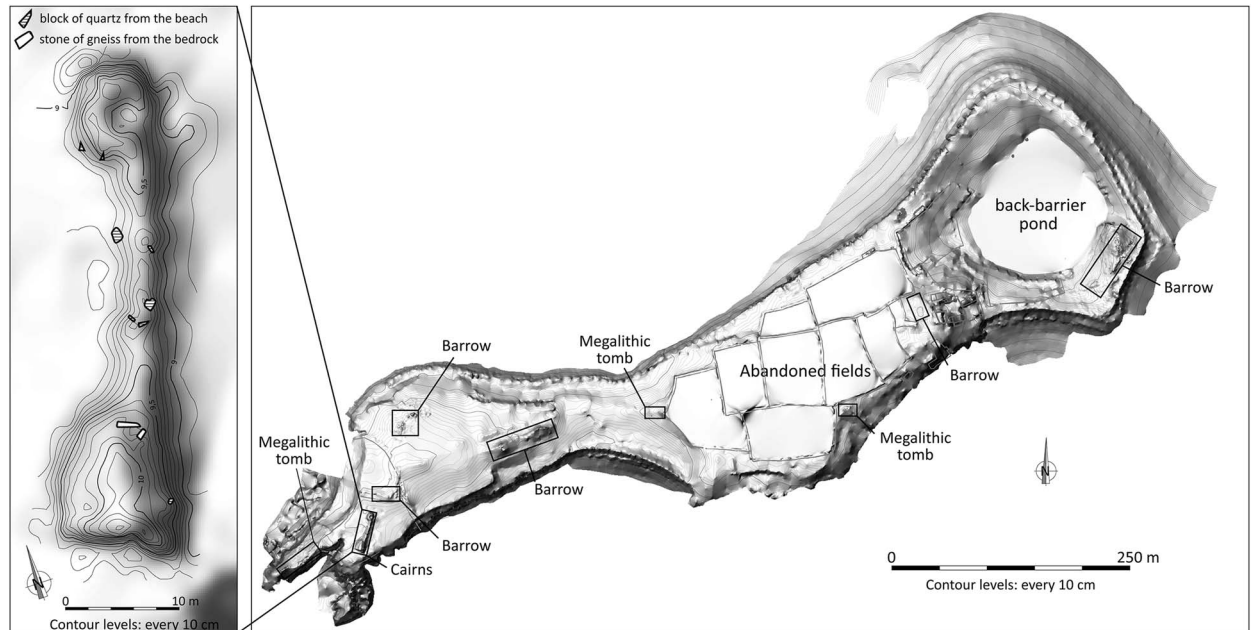 block of quartz from the beach
stone of gneiss from the bedrock
9
9.5
9
9.5
10
N
0 10 m
Contour levels: every 10 cm
back-barrier
pond
Barrow
Megalithic
tomb
Barrow
Abandoned fields
Barrow
Megalithic
tomb
Megalithic
tomb
Barrow
Barrow
Cairns
N
0 250 m
Contour levels: every 10 cm